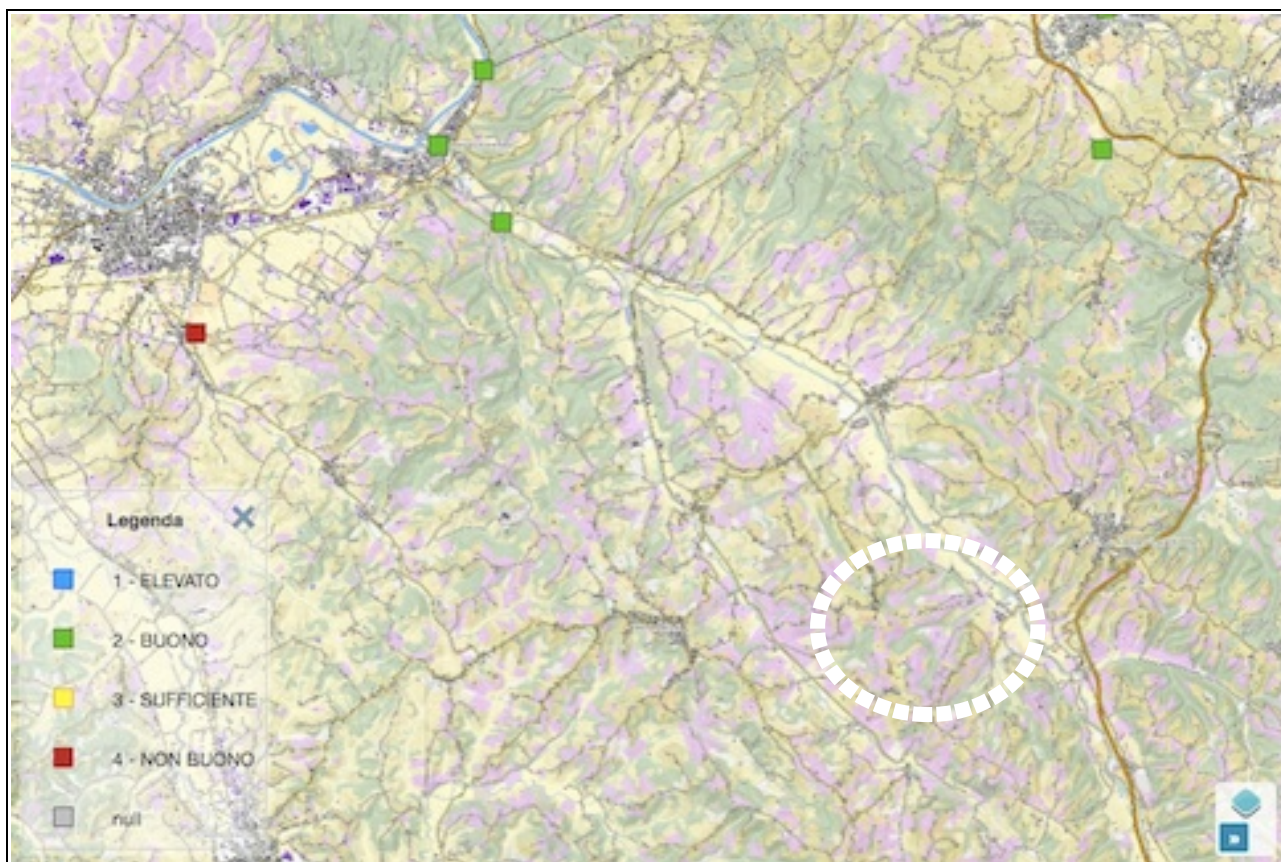 Legenda
1 - ELEVATO
2 - BUONO
3 - SUFFICIENTE
4 - NON BUONO
null